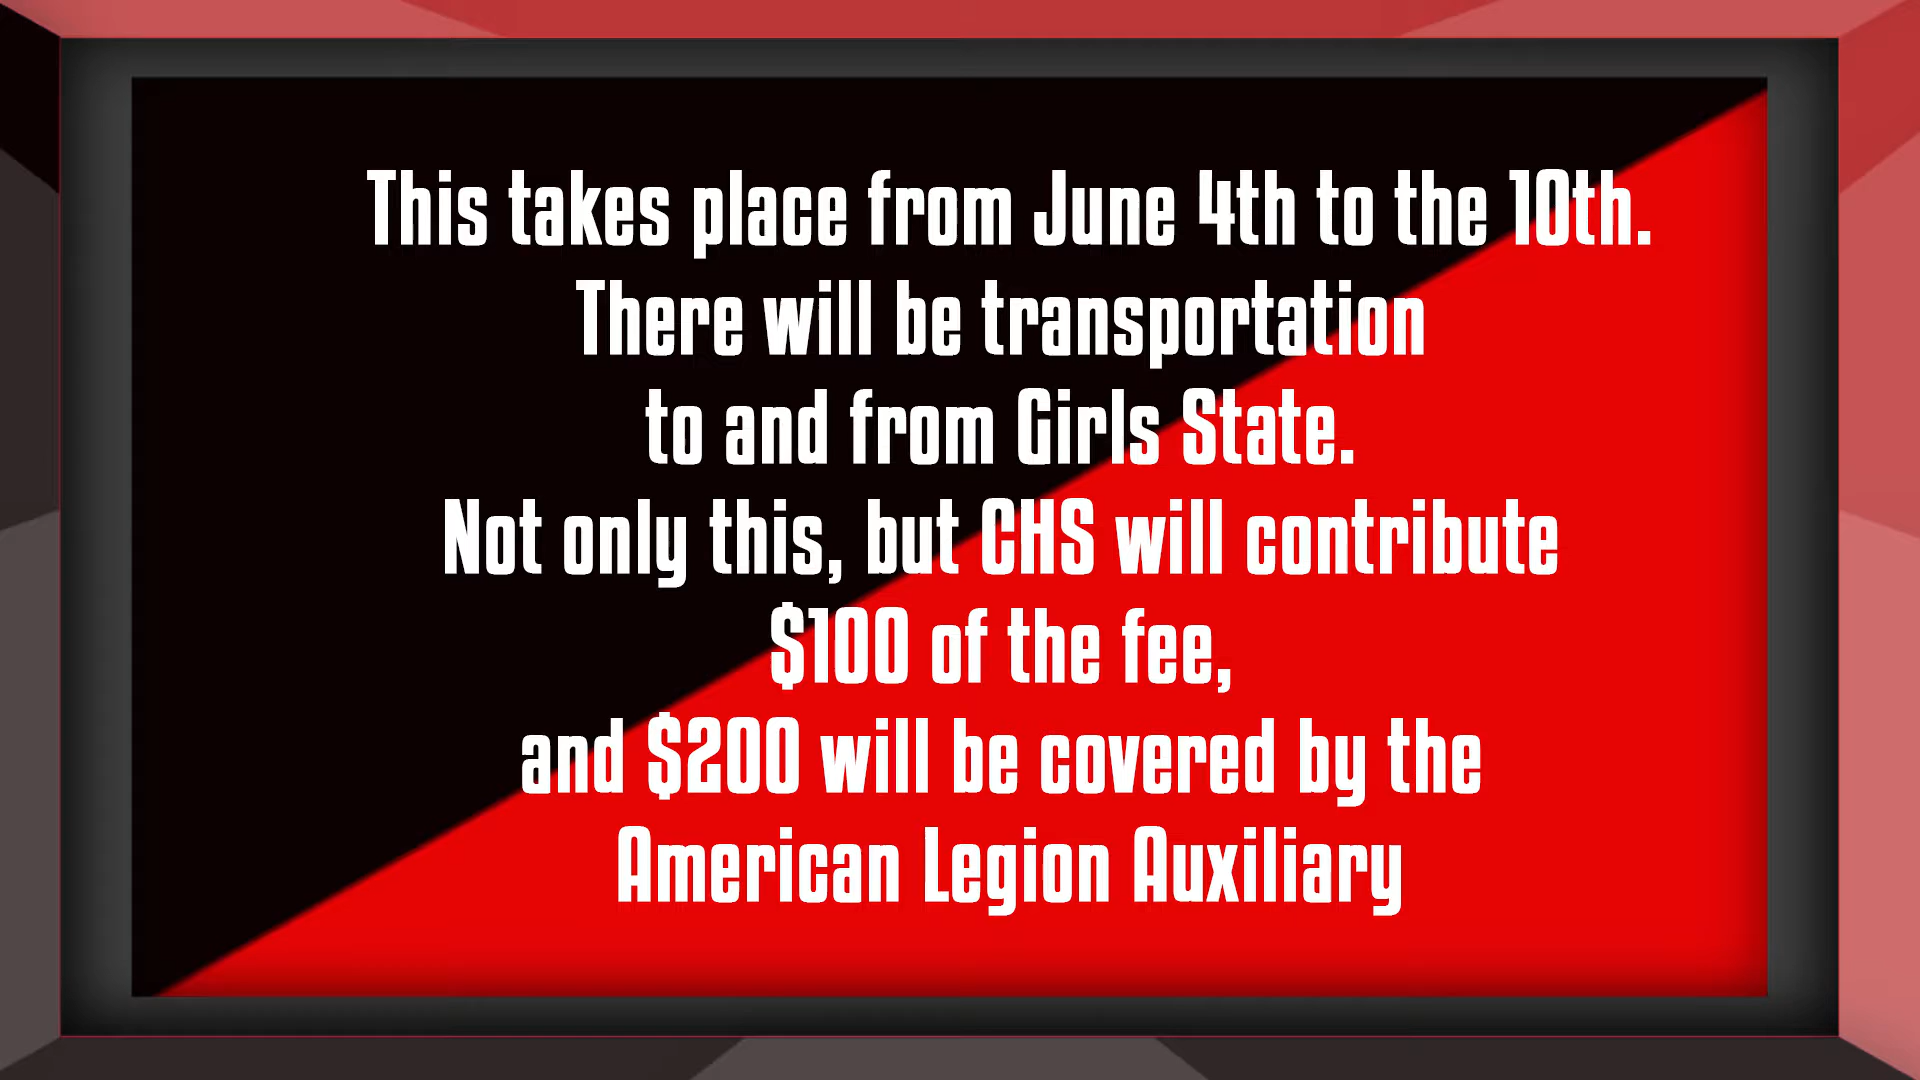 This takes place from June 4th to the 10th.
There will be transportation
to and from Girls State.
Not only this, but CHS will contribute
$100 of the fee,
and $200 will be covered by the
American Legion Auxiliary